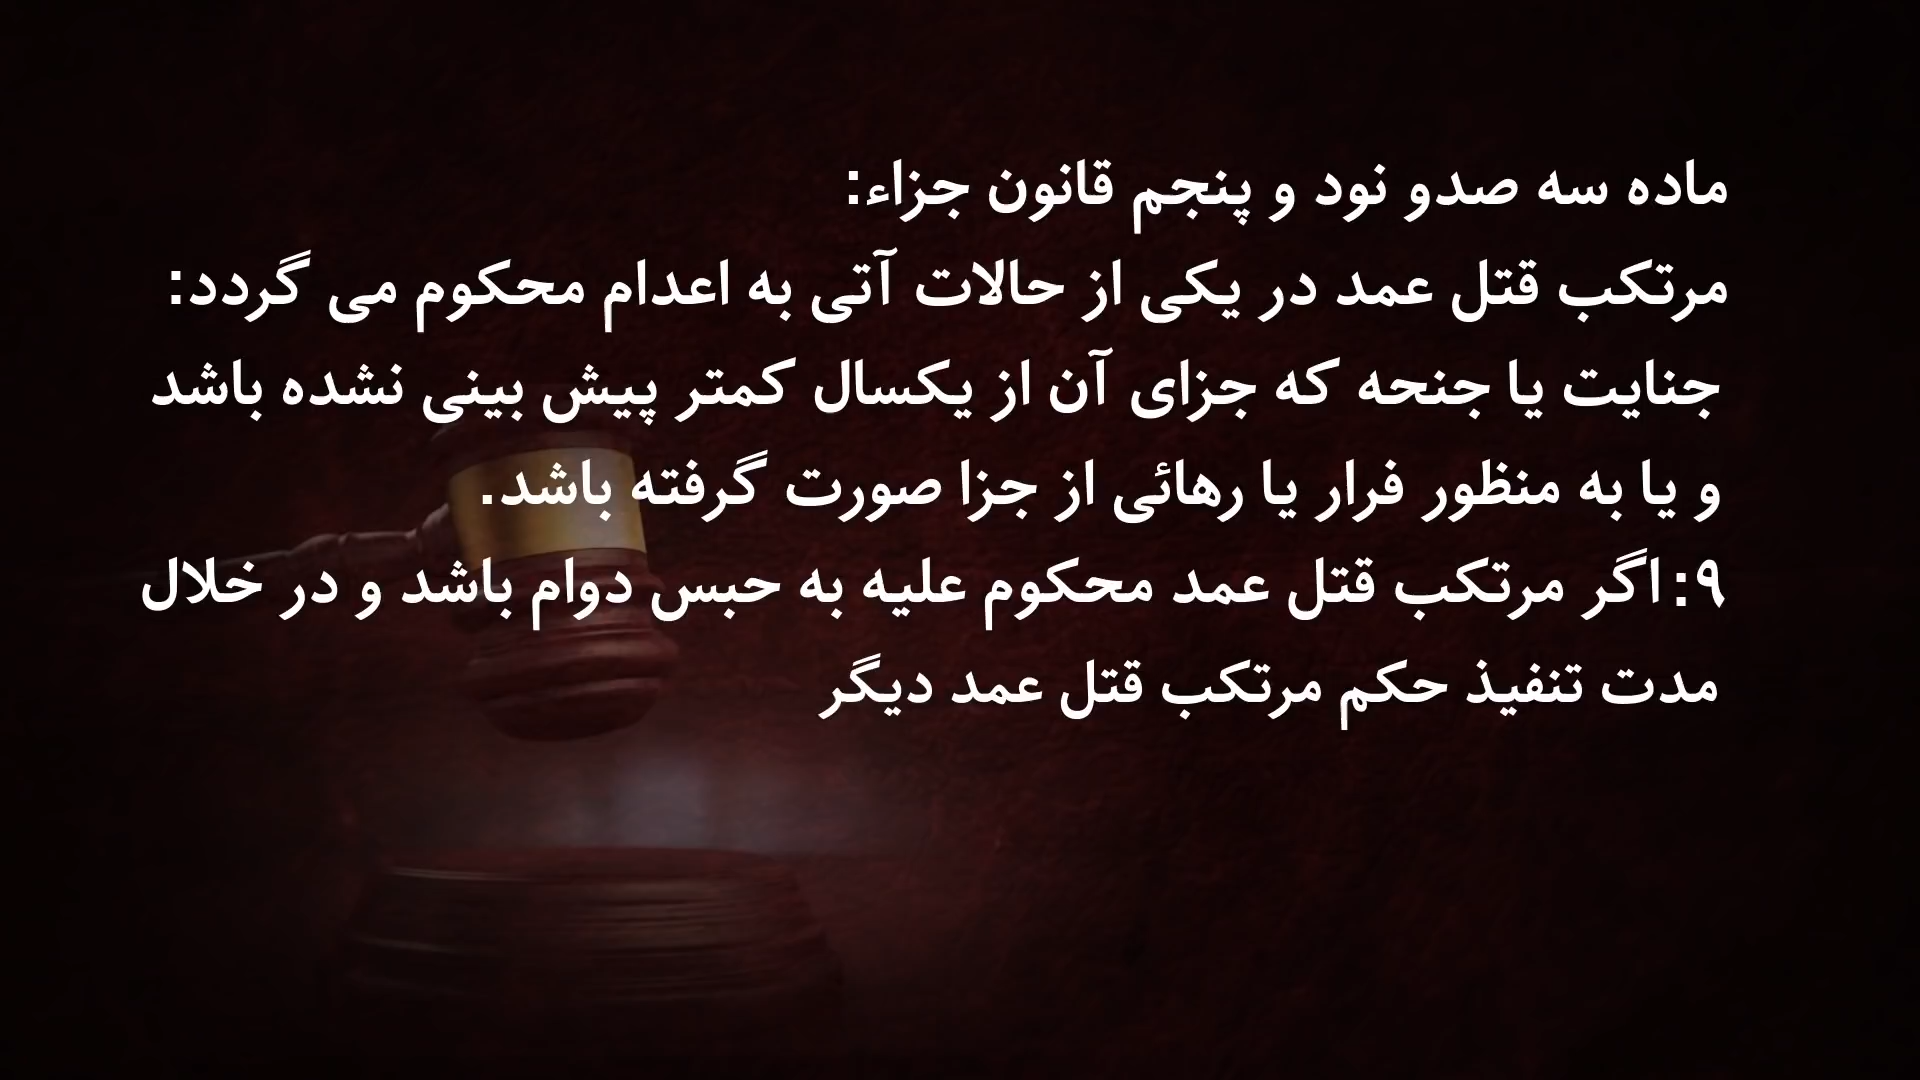 ماده سه صدو نود و پنجم قانون جزاء:
مرتکب قتل عمد در یکی از حالات آتی به اعدام محکوم می گردد:
جنایت یا جنحه که جزای آن از یکسال کمتر پیش بینی نشده باشد
و یا به منظور فرار یا رهائی از جزا صورت گرفته باشد.
۹: اگر مرتکب قتل عمد محکوم علیه به حبس دوام باشد و در خلال
مدت تنفیذ حکم مرتکب قتل عمد دیگر